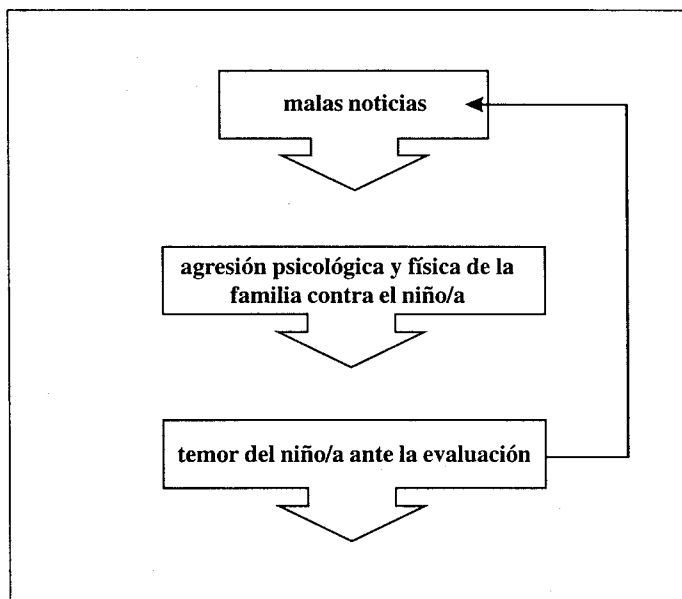 malas noticias
agresión psicológica y física de la
familia contra el niño/a
temor del niño/a ante la evaluación